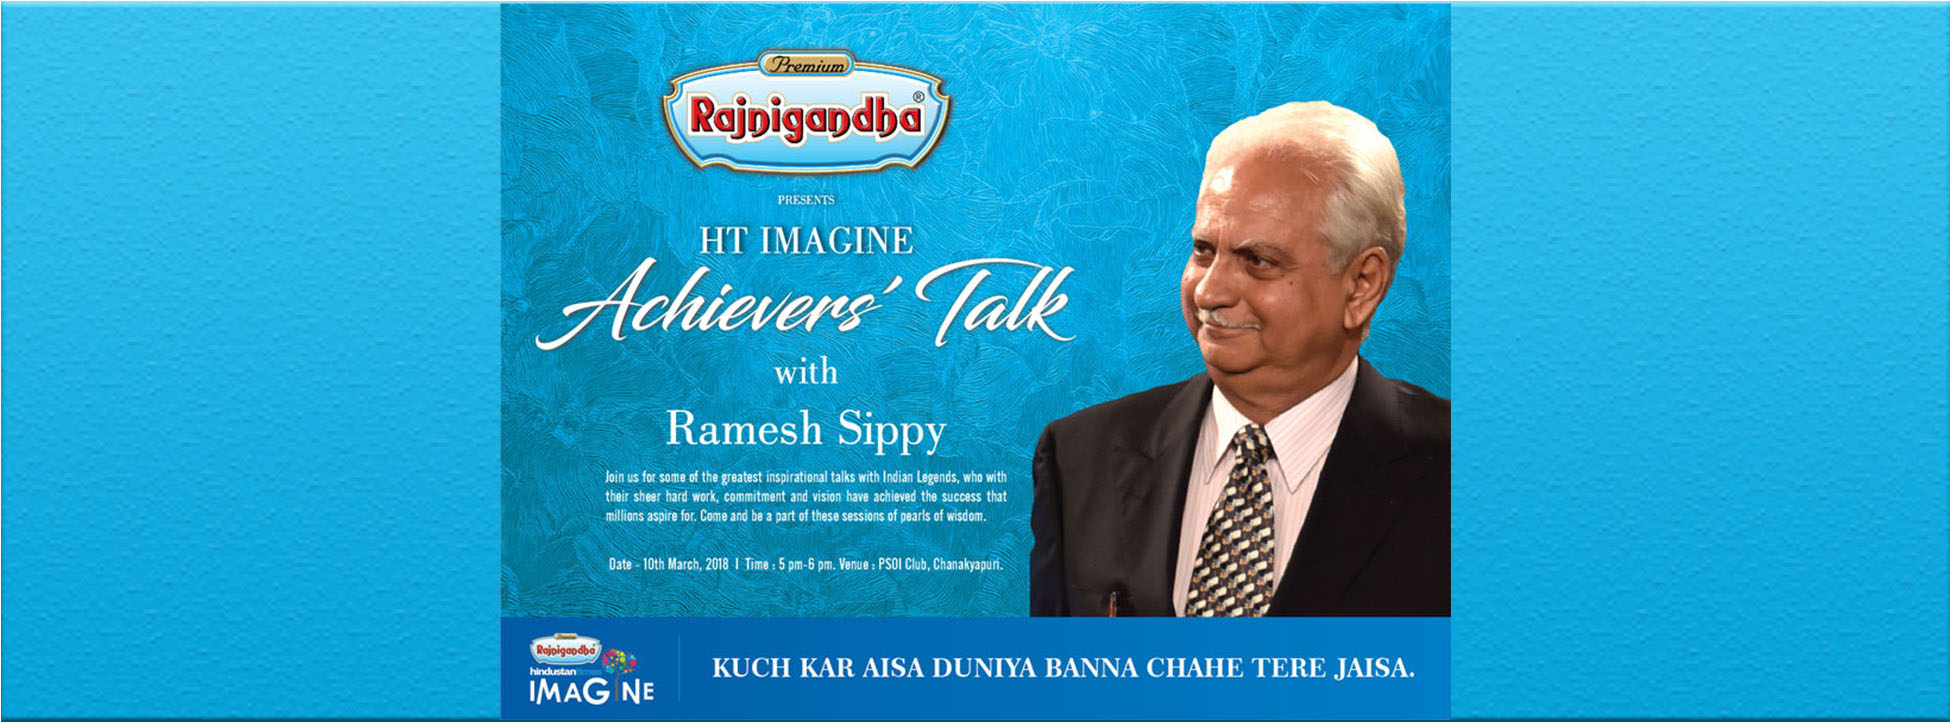 Premium
Rajnigandha®
PRESENTS
HT IMAGINE
Achievers' Talk
with
Ramesh Sippy
Join us for some of the greatest inspirational talks with Indian Legends, who with
their sheer hard work, commitment and vision have achieved the success that
millions aspire for. Come and be a part of these sessions of pearls of wisdom.
Date - 10th March, 2018 I Time : 5 pm-6 pm. Venue : PSOI Club, Chanakyapuri.
Premium
Rajnigandha
hindustantimes
IMAGINE
KUCH KAR AISA DUNIYA BANNA CHAHE TERE JAISA.